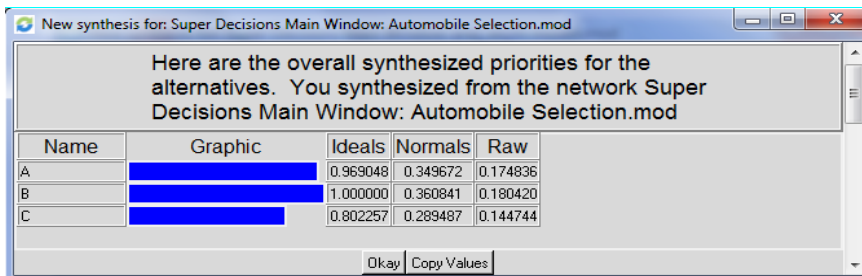 New synthesis for: Super Decisions Main Window: Automobile Selection.mod
Here are the overall synthesized priorities for the
alternatives. You synthesized from the network Super
Decisions Main Window: Automobile Selection.mod
Name Graphic Ideals Normals Raw
A 0.969048 0.349672 0.174836
B 1.000000 0.360841 0.180420
C 0.802257 0.289487 0.144744
Okay Copy Values